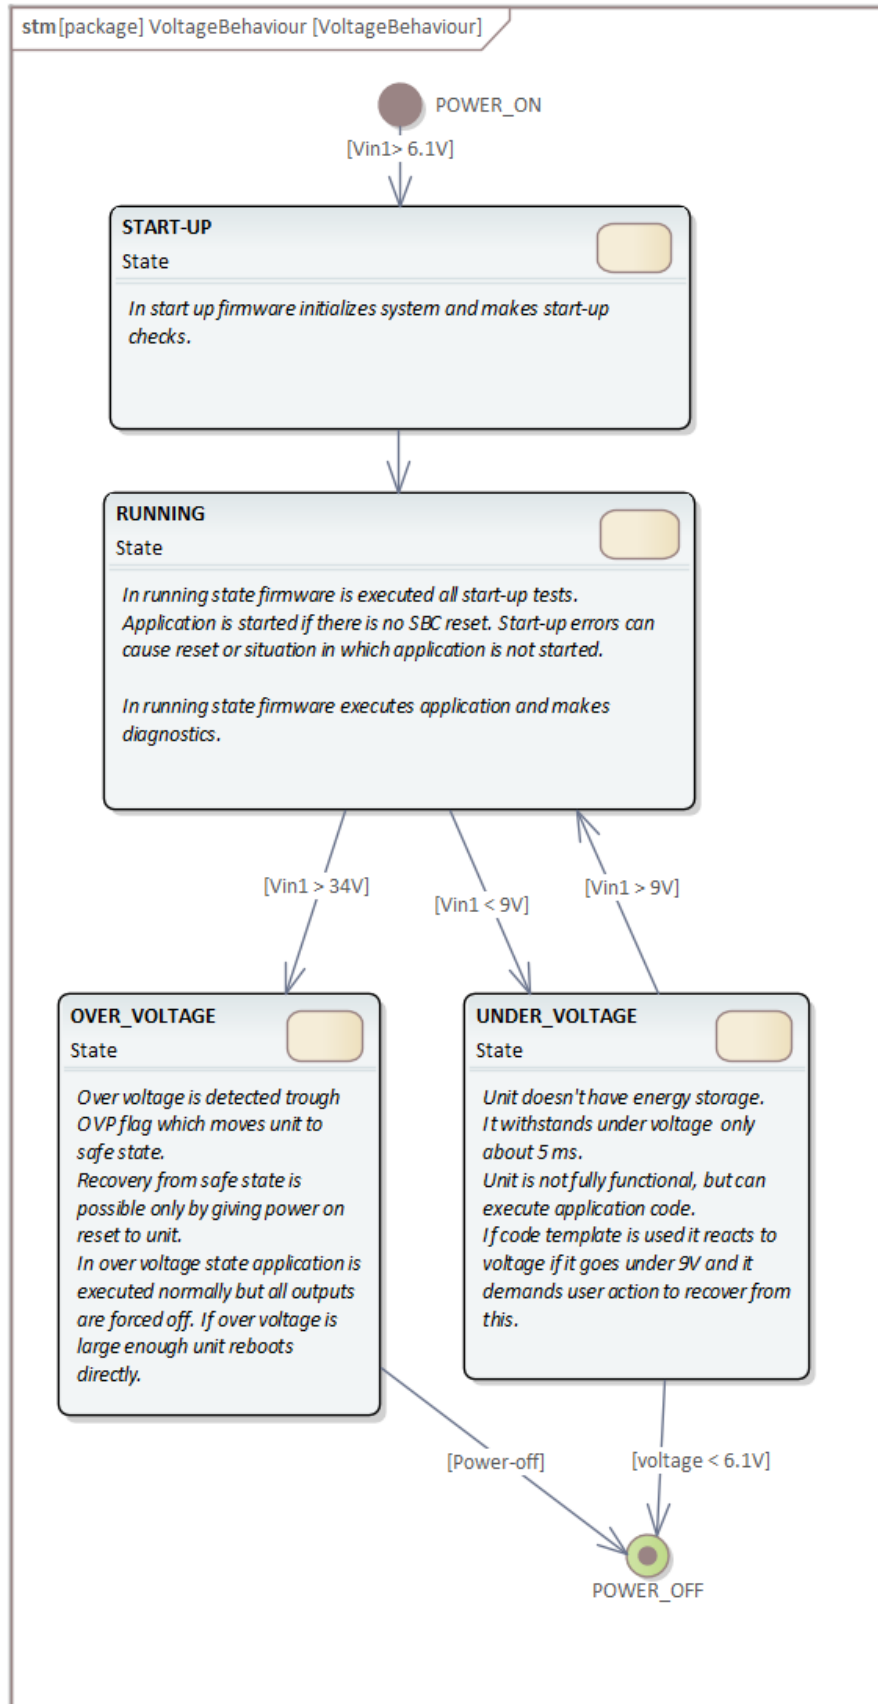 stm [package] VoltageBehaviour [VoltageBehaviour]
POWER_ON
[Vin1> 6.1V]
START-UP
State
In start up firmware initializes system and makes start-up
checks.
RUNNING
State
In running state firmware is executed all start-up tests.
Application is started if there is no SBC reset. Start-up errors can
cause reset or situation in which application is not started.
In running state firmware executes application and makes
diagnostics.
[Vin1 > 34V]
[Vin1 < 9V]
[Vin1 > 9V]
OVER_VOLTAGE
State
Over voltage is detected trough
OVP flag which moves unit to
safe state.
Recovery from safe state is
possible only by giving power on
reset to unit.
In over voltage state application is
executed normally but all outputs
are forced off. If over voltage is
large enough unit reboots
directly.
UNDER_VOLTAGE
State
Unit doesn't have energy storage.
It withstands under voltage only
about 5 ms.
Unit is not fully functional, but can
execute application code.
If code template is used it reacts to
voltage if it goes under 9V and it
demands user action to recover from
this.
[Power-off]
[voltage < 6.1V]
POWER_OFF